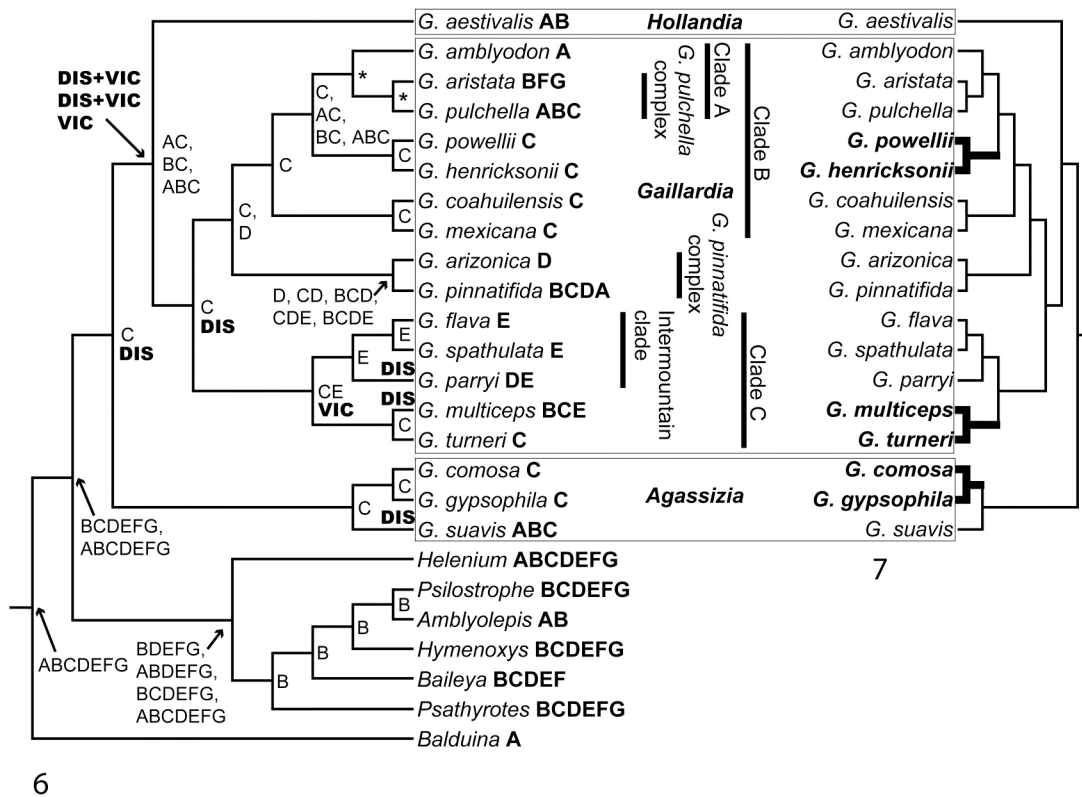 G. aestivalis AB
Hollandia
G. aestivalis
G. amblyodon A
G. amblyodon
G. aristata BFG
G. aristata
G. pulchella ABC
G. pulchella
G. powellii C
G. powellii
G. henricksonii C
G. henricksonii
G. coahuilensis C
G. coahuilensis
G. mexicana C
G. mexicana
G. arizonica D
G. arizonica
G. pinnatifida BCDA
G. pinnatifida
G. flava E
G. flava
G. spathulata E
G. spathulata
G. parryi DE
G. parryi
G. multiceps BCE
G. multiceps
G. turneri C
G. turneri
G. comosa C
G. comosa
G. gypsophila C
G. gypsophila
G. suavis ABC
G. suavis
Helenium ABCDEFG
Psilostrophe BCDEFG
Amblyolepis AB
Hymenoxys BCDEFG
Baileya BCDEF
Psathyrotes BCDEFG
Balduina A
Gaillardia
Agassizia
Clade A
G. pulchella
complex
Clade B
G. pinnatifida
complex
Intermountain
clade
Clade C
DIS+VIC
DIS+VIC
VIC
AC,
BC,
ABC
C,
AC,
BC, ABC
*
*
C
C
C
C,
D
D, CD, BCD,
CDE, BCDE
C
DIS
C
DIS
E
E
DIS
CE
VIC
DIS
C
C
C
DIS
BCDEFG,
ABCDEFG
ABCDEFG
BDEFG,
ABDEFG,
BCDEFG,
ABCDEFG
B
B
B
B
7
6